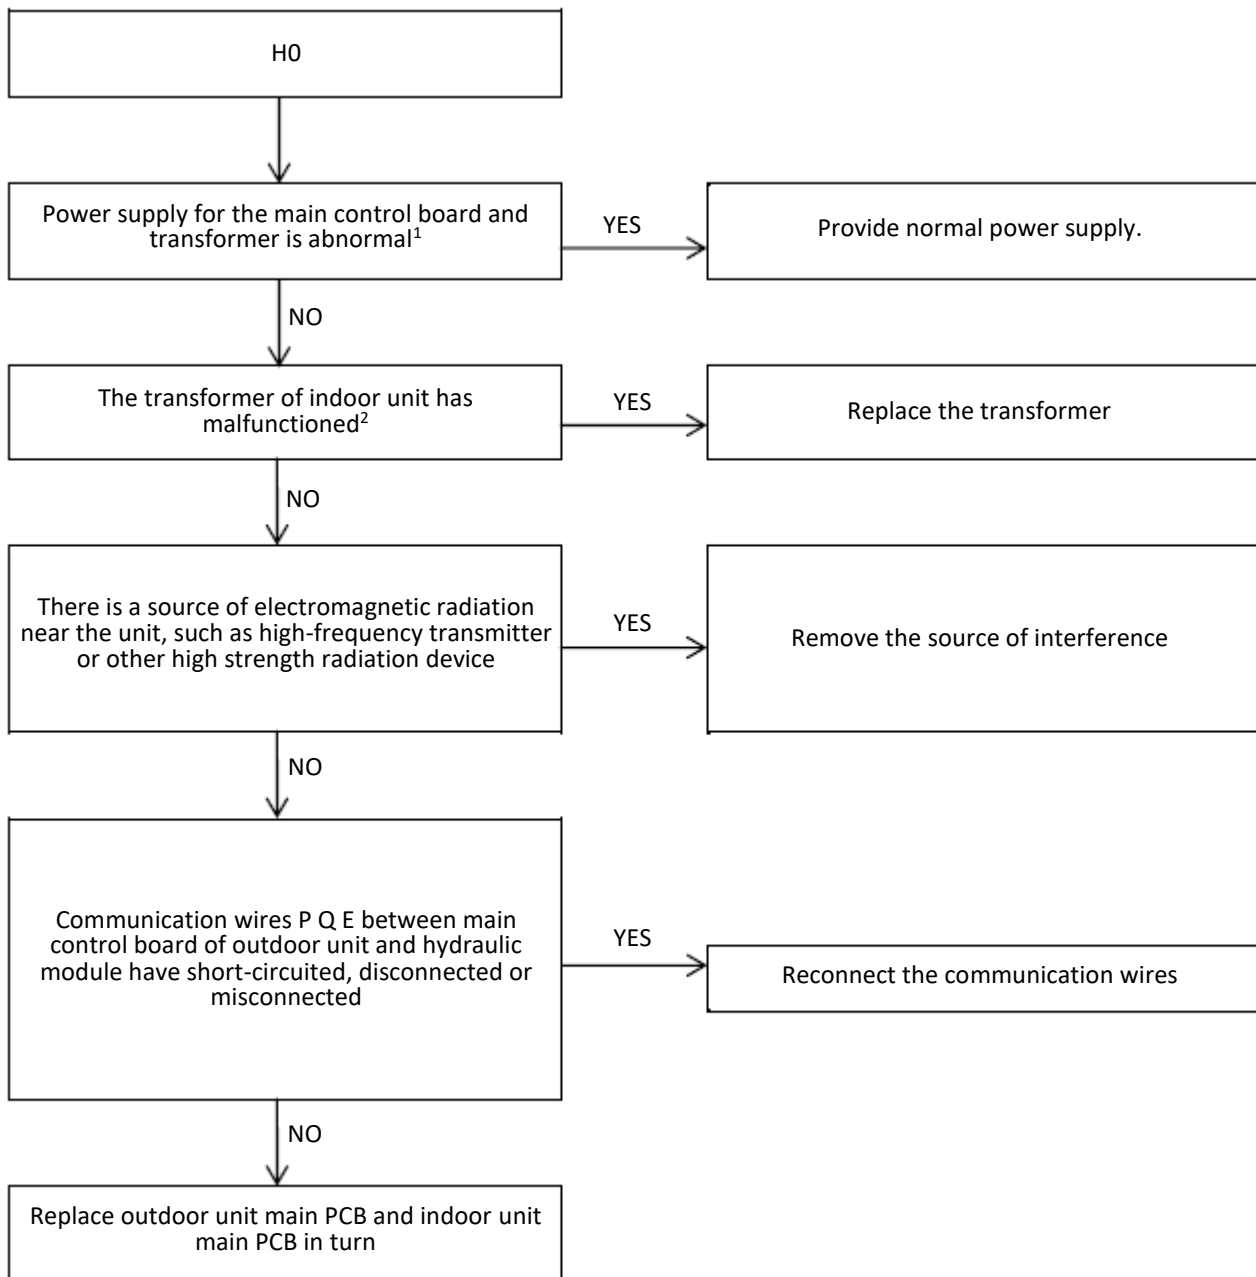 H0
Power supply for the main control board and
transformer is abnormal1
YES
Provide normal power supply.
NO
The transformer of indoor unit has
malfunctioned2
YES
Replace the transformer
NO
There is a source of electromagnetic radiation
near the unit, such as high-frequency transmitter
or other high strength radiation device
YES
Remove the source of interference
NO
Communication wires P Q E between main
control board of outdoor unit and hydraulic
module have short-circuited, disconnected or
misconnected
YES
Reconnect the communication wires
NO
Replace outdoor unit main PCB and indoor unit
main PCB in turn